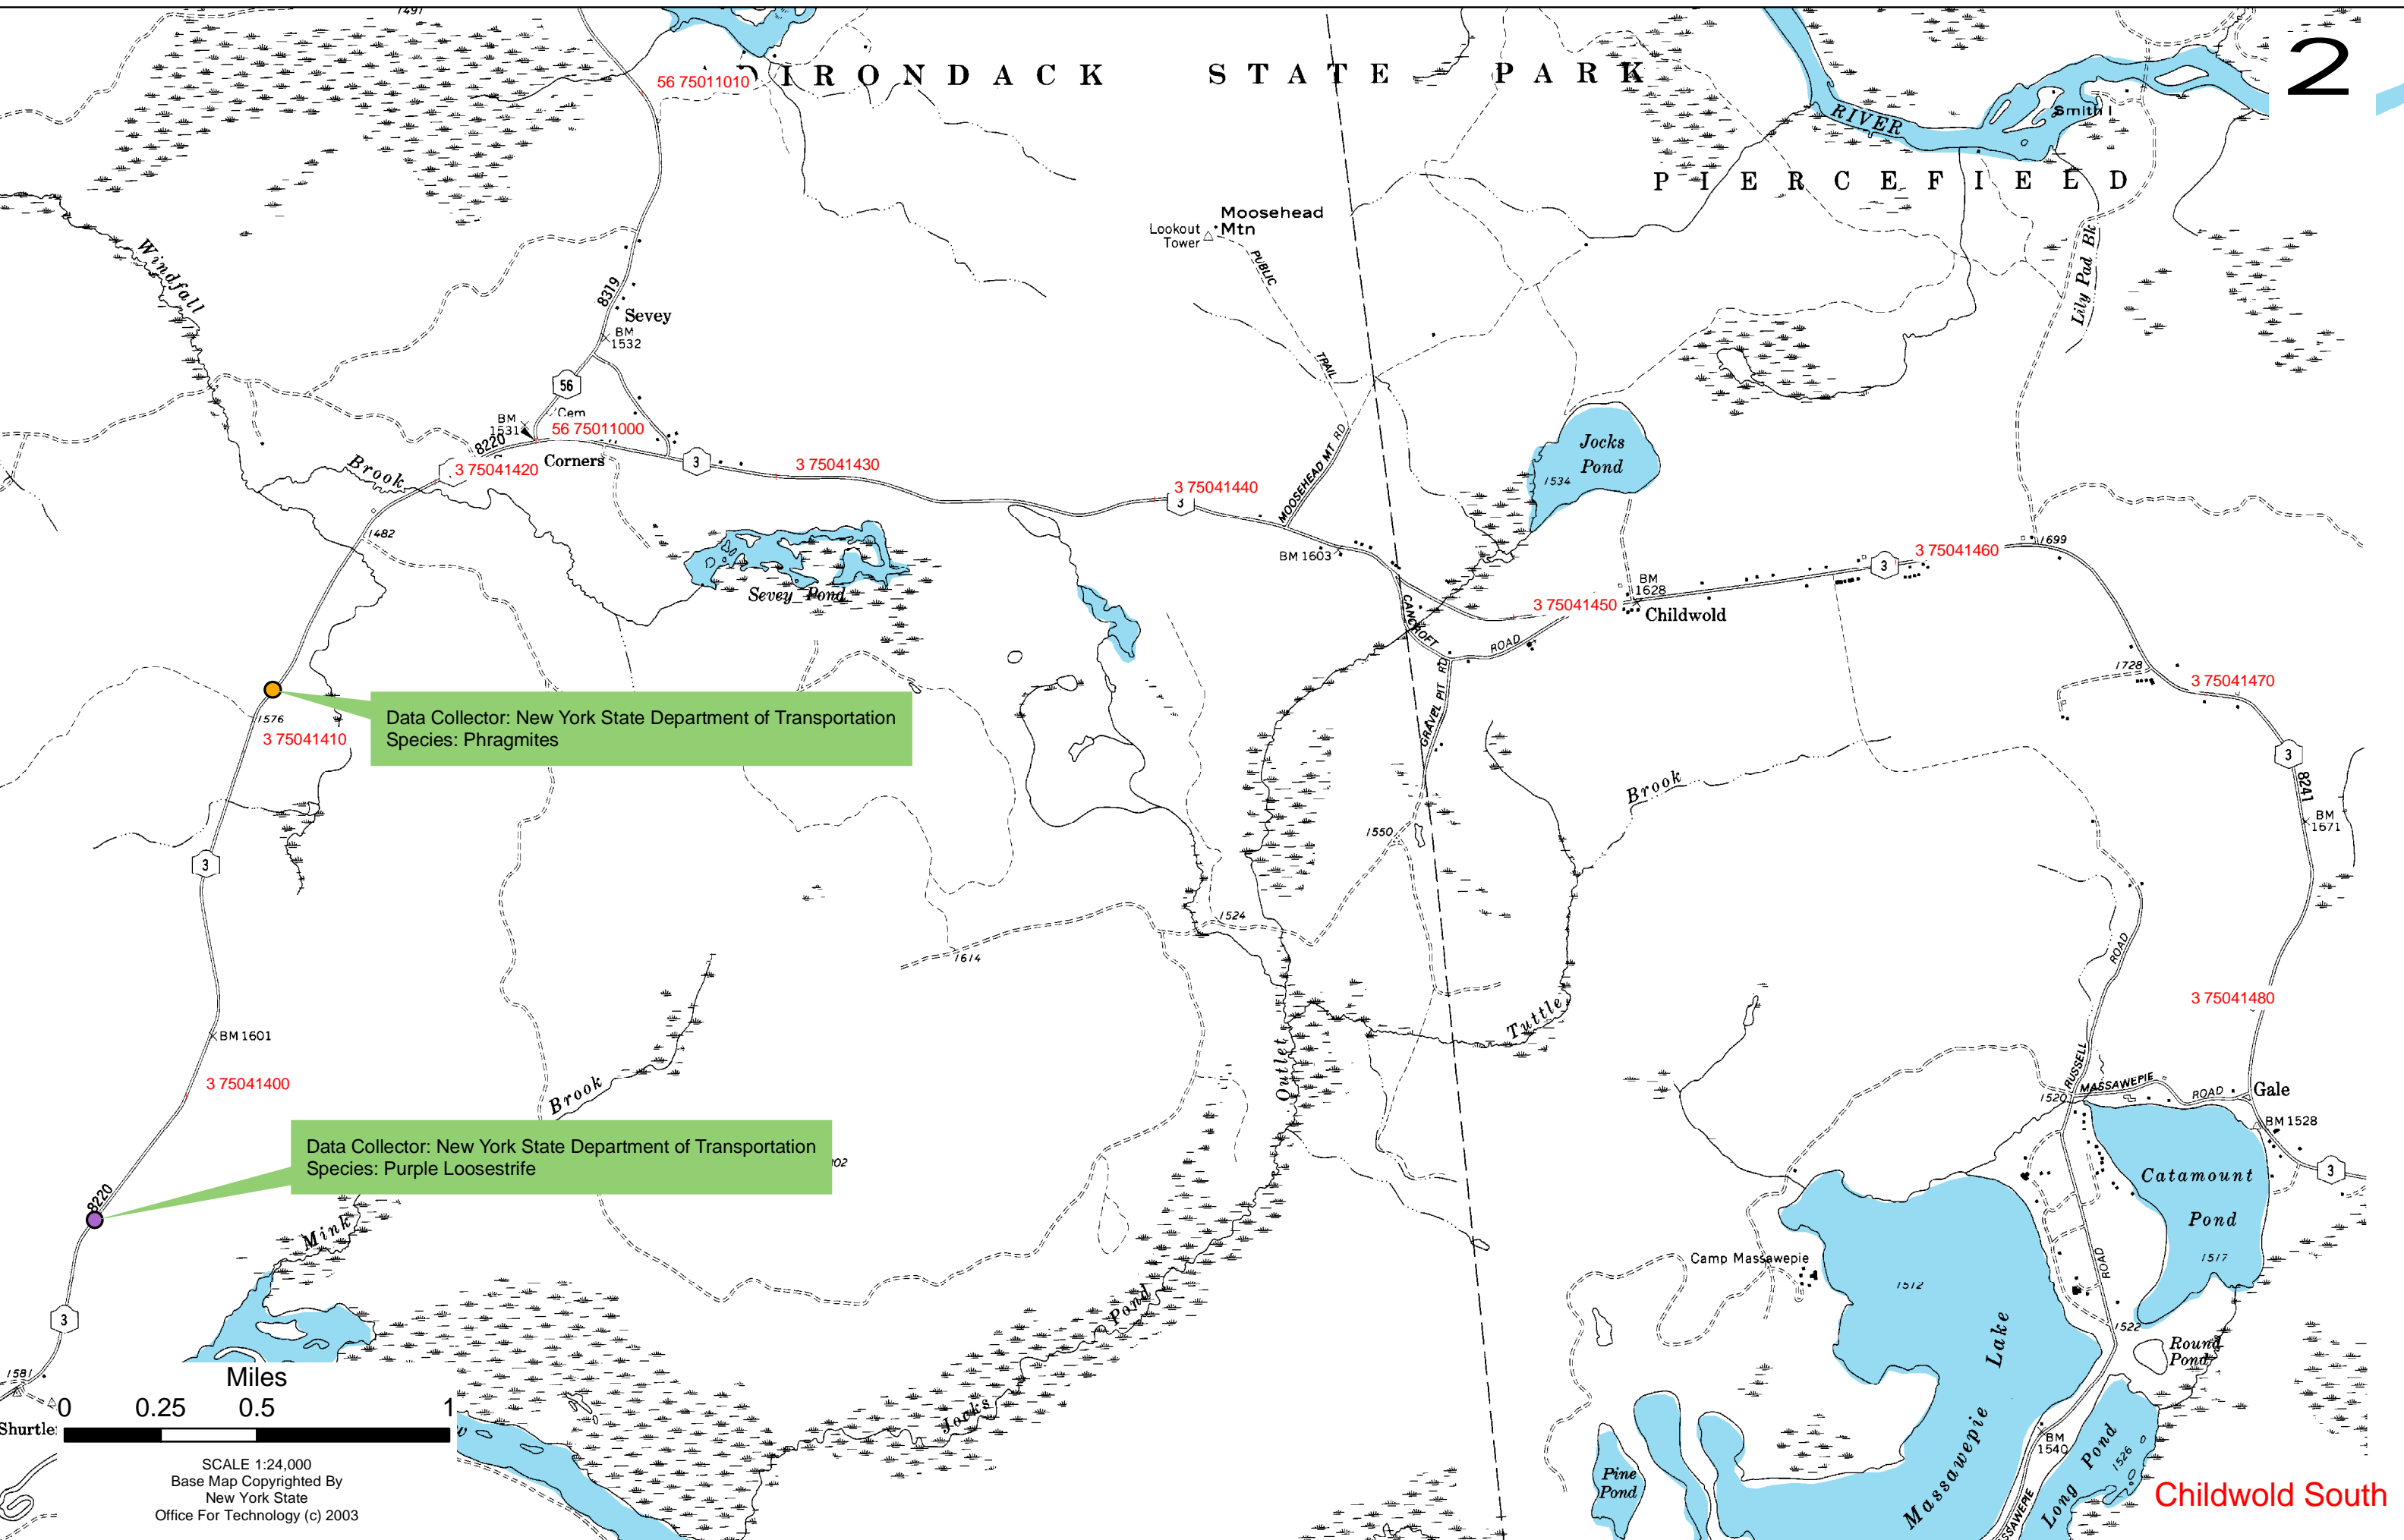 1491
2
56 75011010
ADIRONDACK STATE PARK
RIVER
Smith I
PIERCEFIELD
Moosehead
Mtn
Lookout
Tower
PUBLIC
TRAIL
Windfall
Brook
Lily Pad Bk
8319
Sevey
BM
1532
56
Cem
BM
1531
56 75011000
8220
Corners
3 75041420
3
3 75041430
3 75041440
3
MOOSEHEAD MT RD
Jocks
Pond
1534
1482
BM 1603
Sevey Pond
3 75041450
BM
1628
Childwold
3
3 75041460
1699
CANCROFT
ROAD
RD
GRAVEL PIT
1728
3 75041470
3
8241
BM
1671
1576
3 75041410
Data Collector: New York State Department of Transportation
Species: Phragmites
3
Brook
Tuttle
1550
1524
1614
BM 1601
3 75041400
Brook
Mink
Outlet
Pond
Jocks
ROAD
3 75041480
RUSSELL
MASSAWEPIE
ROAD
1520
Gale
BM 1528
3
Data Collector: New York State Department of Transportation
Species: Purple Loosestrife
8220
3
1581
Catamount
Pond
1517
Camp Massawepie
1512
ROAD
1522
Round
Pond
Massawepie Lake
BM
1540
Long Pond
1526
Pine
Pond
Miles
0 0.25 0.5 1
SCALE 1:24,000
Base Map Copyrighted By
New York State
Office For Technology (c) 2003
Childwold South